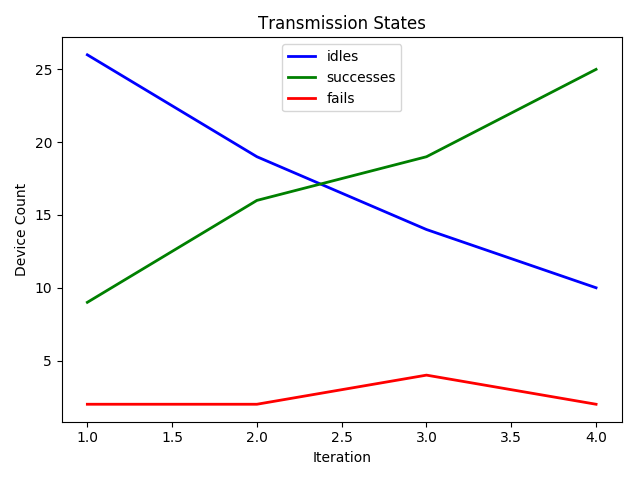 Transmission States
idles
successes
fails
Device Count
25
20
15
10
5
1.0 1.5 2.0 2.5 3.0 3.5 4.0
Iteration